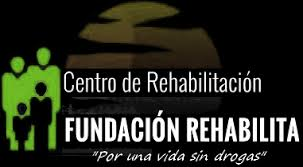 Centro de Rehabilitación
FUNDACIÓN REHABILITA
"Por una vida sin drogas"